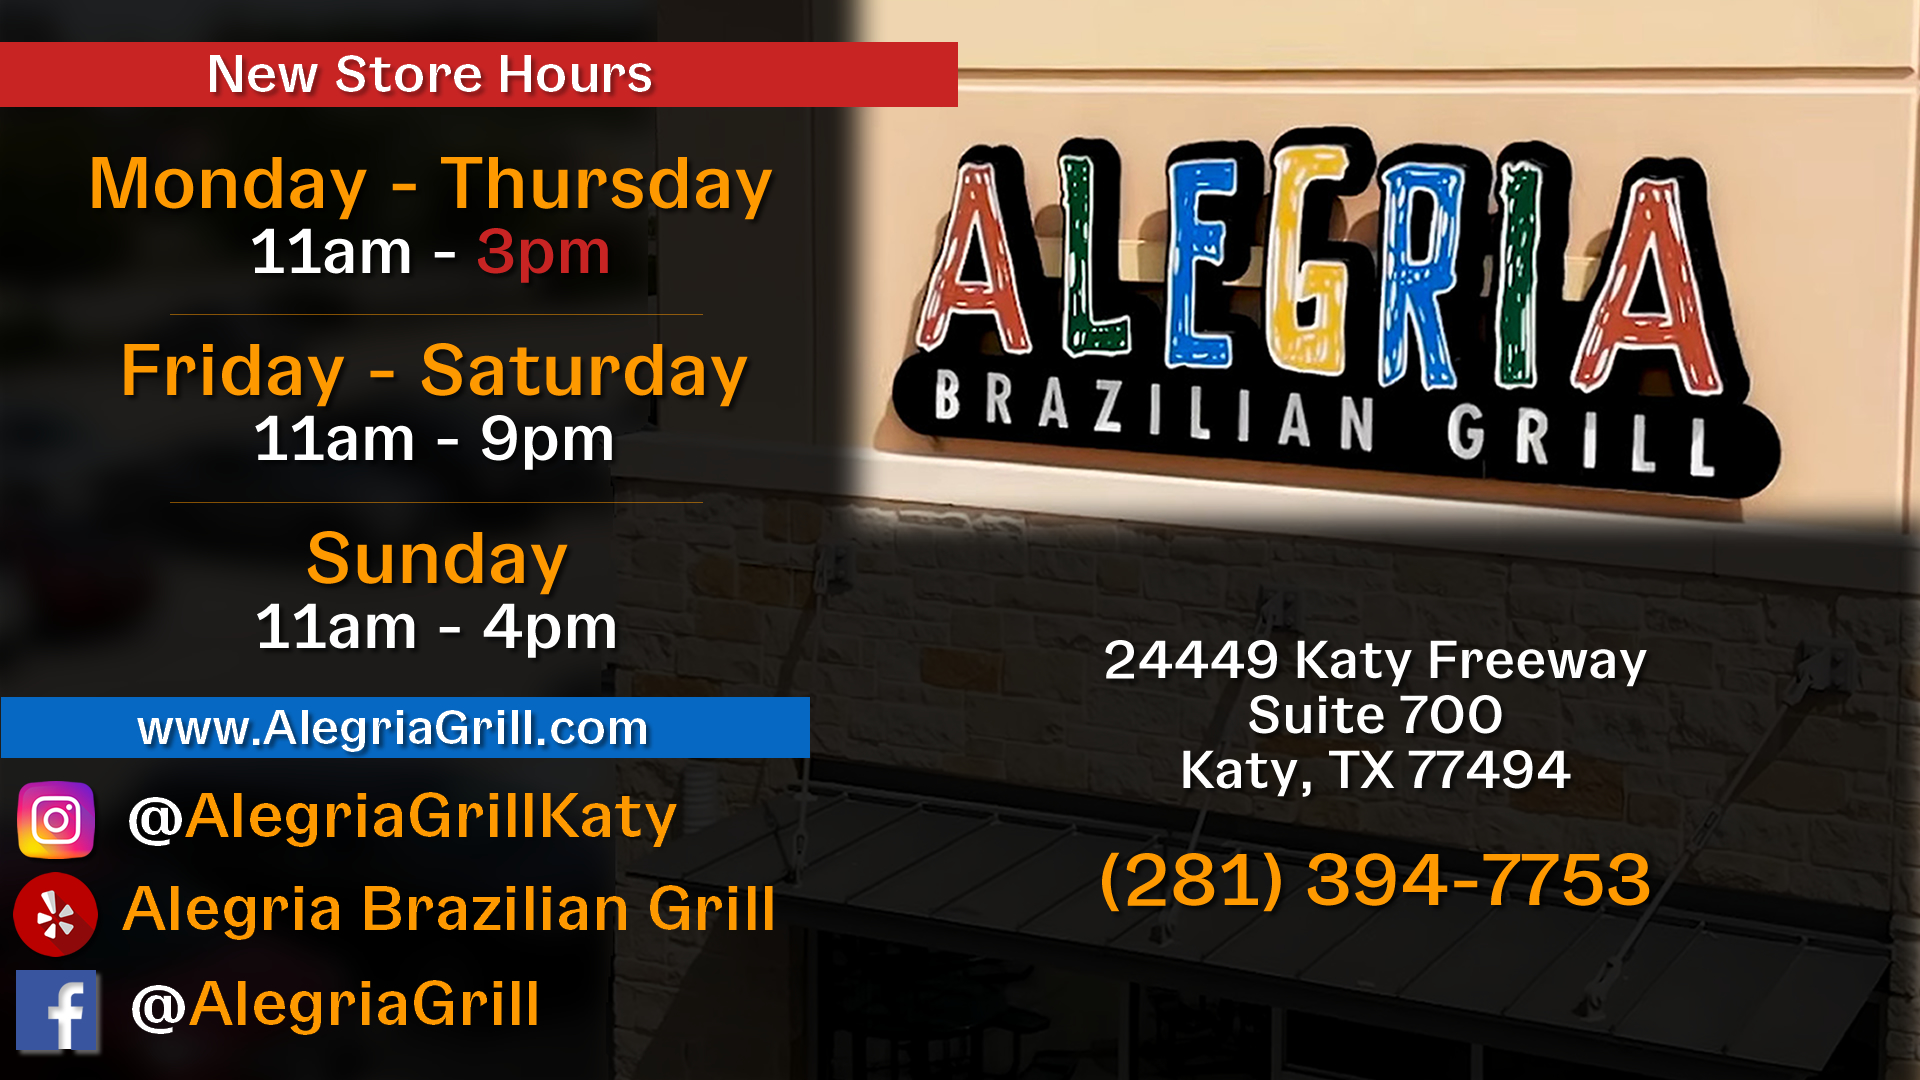 New Store Hours
Monday - Thursday
11am - 3pm
Friday - Saturday
11am - 9pm
Sunday
11am - 4pm
www.AlegriaGrill.com
@AlegriaGrillKaty
Alegria Brazilian Grill
@AlegriaGrill
ALEGRIA
BRAZILIAN GRILL
24449 Katy Freeway
Suite 700
Katy, TX 77494
(281) 394-7753